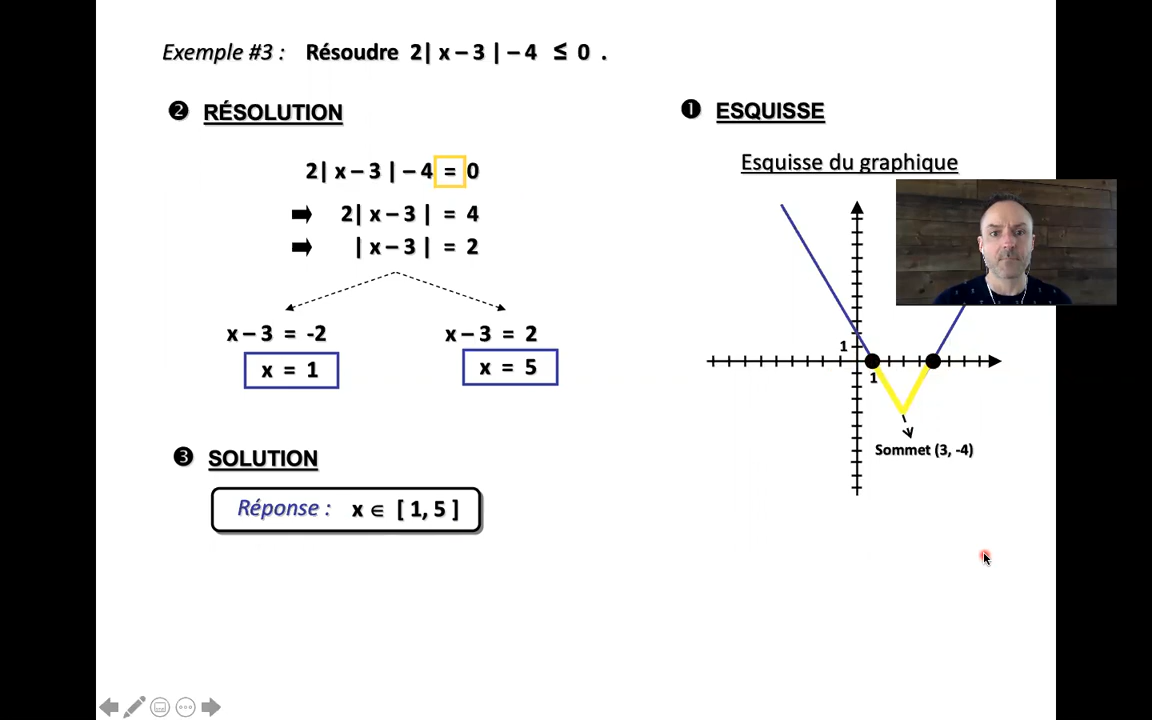 Exemple #3 : Résoudre 2| x – 3 | – 4 ≤ 0 .
❷ RÉSOLUTION
2| x – 3 | – 4 = 0
➡ 2| x – 3 | = 4
➡ | x – 3 | = 2
x – 3 = -2
x = 1
x – 3 = 2
x = 5
❸ SOLUTION
Réponse : x ∈ [ 1, 5 ]
❶ ESQUISSE
Esquisse du graphique
1
1
Sommet (3, -4)